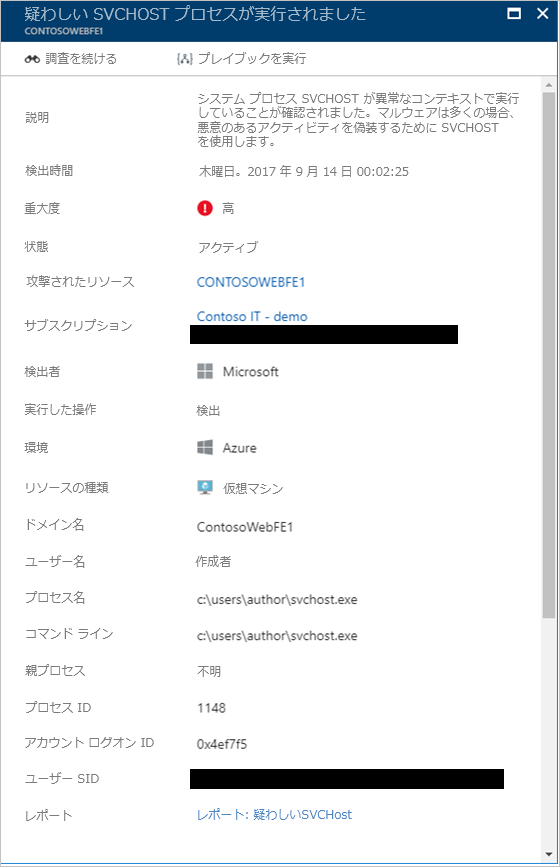 疑わしい SVCHOST プロセスが実行されました
CONTOSOWEBFE1
調査を続ける
プレイブックを実行
説明
システム プロセス SVCHOST が異常なコンテキストで実行
していることが確認されました。マルウェアは多くの場合、
悪意のあるアクティビティを偽装するために SVCHOST
を使用します。
検出時間
木曜日。2017 年 9 月 14 日 00:02:25
重大度
高
状態
アクティブ
攻撃されたリソース
CONTOSOWEBFE1
サブスクリプション
Contoso IT - demo
検出者
Microsoft
実行した操作
検出
環境
Azure
リソースの種類
仮想マシン
ドメイン名
ContosoWebFE1
ユーザー名
作成者
プロセス名
c:\users\author\svchost.exe
コマンド ライン
c:\users\author\svchost.exe
親プロセス
不明
プロセス ID
1148
アカウント ログオン ID
0x4ef7f5
ユーザー SID
レポート
レポート: 疑わしいSVCHost